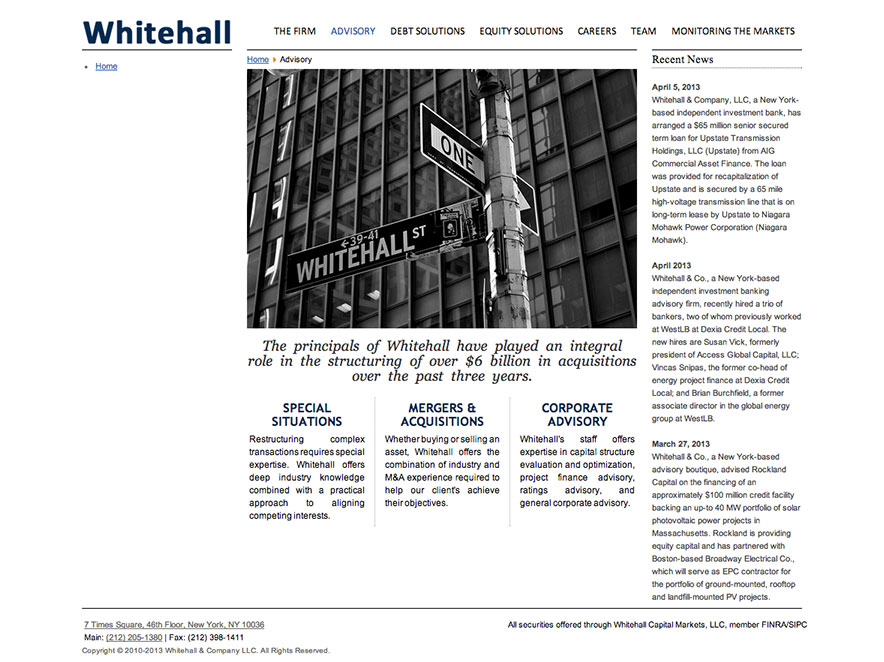 Whitehall
THE FIRM
ADVISORY
DEBT SOLUTIONS
EQUITY SOLUTIONS
CAREERS
TEAM
MONITORING THE MARKETS
Home
Home
Advisory
ONE
←39-41
WHITEHALL ST
The principals of Whitehall have played an integral
role in the structuring of over $6 billion in acquisitions
over the past three years.
SPECIAL
SITUATIONS
Restructuring complex
transactions requires special
expertise. Whitehall offers
deep industry knowledge
combined with a practical
approach to aligning
competing interests.
MERGERS &
ACQUISITIONS
Whether buying or selling an
asset, Whitehall offers the
combination of industry and
M&A experience required to
help our client's achieve
their objectives.
CORPORATE
ADVISORY
Whitehall's staff offers
expertise in capital structure
evaluation and optimization,
project finance advisory,
ratings advisory, and
general corporate advisory.
Recent News
April 5, 2013
Whitehall & Company, LLC, a New York-
based independent investment bank, has
arranged a $65 million senior secured
term loan for Upstate Transmission
Holdings, LLC (Upstate) from AIG
Commercial Asset Finance. The loan
was provided for recapitalization of
Upstate and is secured by a 65 mile
high-voltage transmission line that is on
long-term lease by Upstate to Niagara
Mohawk Power Corporation (Niagara
Mohawk).
April 2013
Whitehall & Co., a New York-based
independent investment banking
advisory firm, recently hired a trio of
bankers, two of whom previously worked
at WestLB at Dexia Credit Local. The
new hires are Susan Vick, formerly
president of Access Global Capital, LLC;
Vincas Snipas, the former co-head of
energy project finance at Dexia Credit
Local; and Brian Burchfield, a former
associate director in the global energy
group at WestLB.
March 27, 2013
Whitehall & Co., a New York-based
advisory boutique, advised Rockland
Capital on the financing of an
approximately $100 million credit facility
backing an up-to 40 MW portfolio of solar
photovoltaic power projects in
Massachusetts. Rockland is providing
equity capital and has partnered with
Boston-based Broadway Electrical Co.,
which will serve as EPC contractor for
the portfolio of ground-mounted, rooftop
and landfill-mounted PV projects.
7 Times Square, 46th Floor, New York, NY 10036
Main: (212) 205-1380 | Fax: (212) 398-1411
Copyright © 2010-2013 Whitehall & Company LLC. All Rights Reserved.
All securities offered through Whitehall Capital Markets, LLC, member FINRA/SIPC